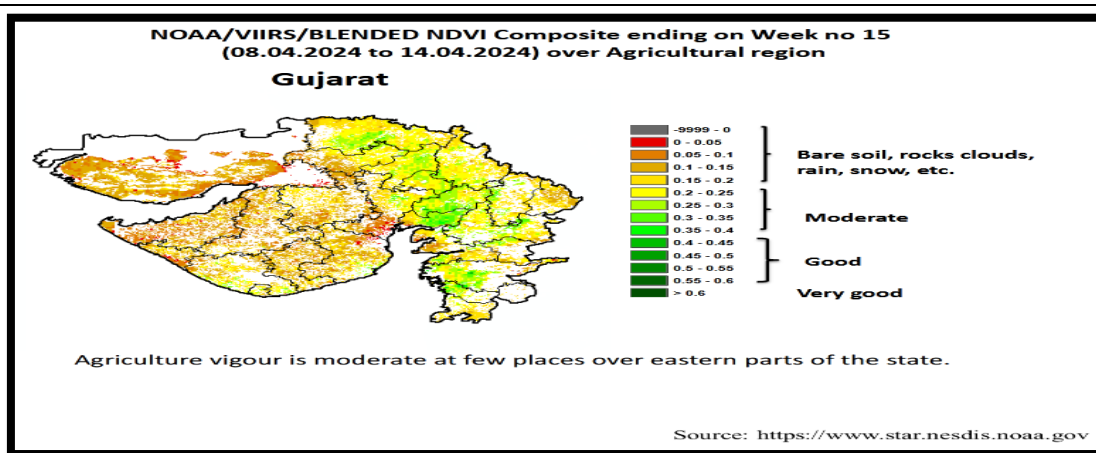 NOAA/VIIRS/BLENDED NDVI Composite ending on Week no 15
(08.04.2024 to 14.04.2024) over Agricultural region
Gujarat
-9999 - 0
0 - 0.05
0.05 - 0.1
0.1 - 0.15
0.15 - 0.2
0.2 - 0.25
0.25 - 0.3
0.3 - 0.35
0.35 - 0.4
0.4 - 0.45
0.45 - 0.5
0.5 - 0.55
0.55 - 0.6
> 0.6
Bare soil, rocks clouds,
rain, snow, etc.
Moderate
Good
Very good
Agriculture vigour is moderate at few places over eastern parts of the state.
Source: https://www.star.nesdis.noaa.gov